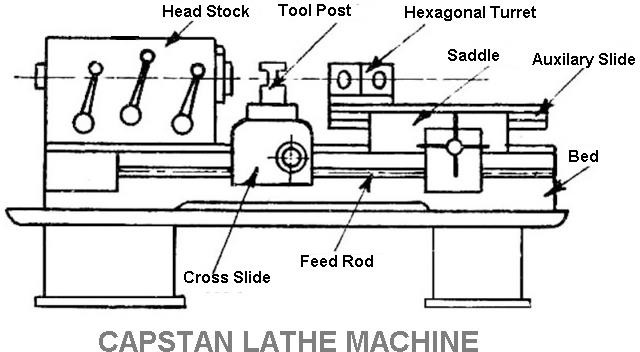 Head Stock
Tool Post
Hexagonal Turret
Saddle
Auxilary Slide
Bed
Feed Rod
Cross Slide
CAPSTAN LATHE MACHINE